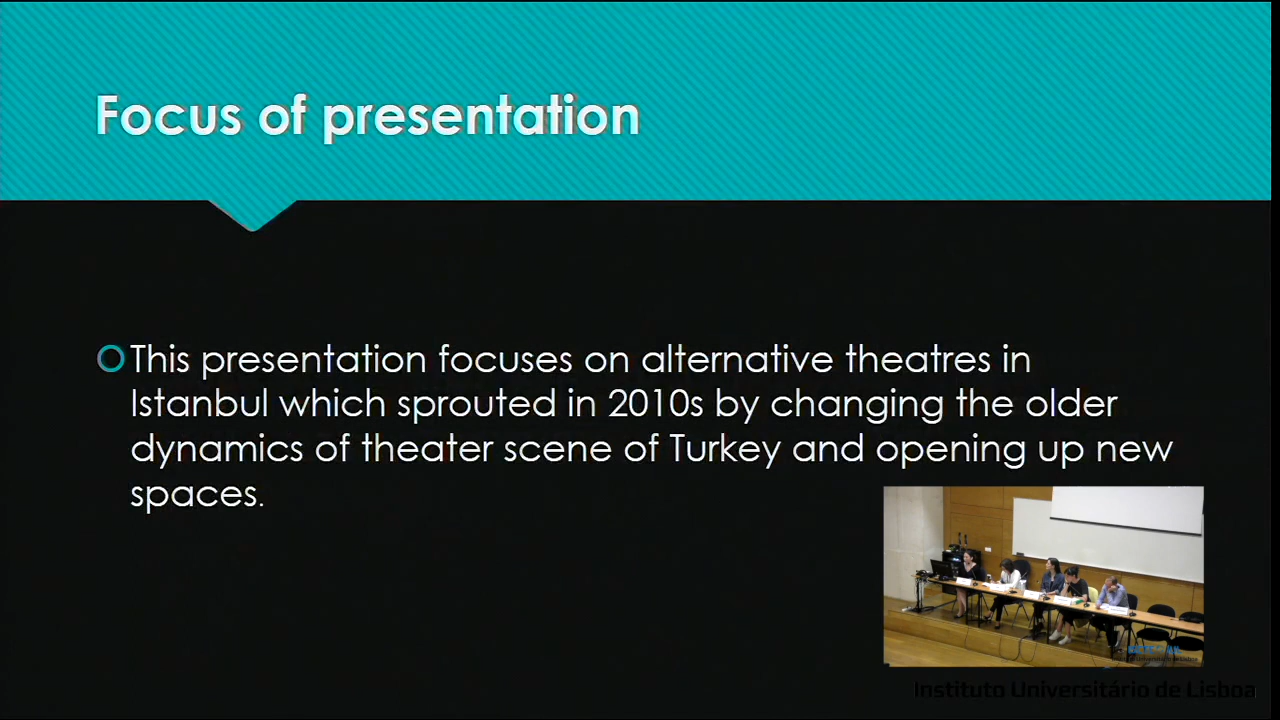 Focus of presentation
This presentation focuses on alternative theatres in
Istanbul which sprouted in 2010s by changing the older
dynamics of theater scene of Turkey and opening up new
spaces.
Instituto Universitário de Lisboa